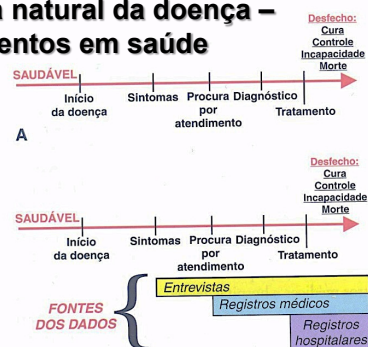 a natural da doença –
entos em saúde
Desfecho:
Cura
Controle
Incapacidade
Morte
SAUDÁVEL
Início
da doença
Sintomas
Procura
por
atendimento
Diagnóstico
Tratamento
A
Desfecho:
Cura
Controle
Incapacidade
Morte
SAUDÁVEL
Início
da doença
Sintomas
Procura
por
atendimento
Diagnóstico
Tratamento
FONTES
DOS DADOS
Entrevistas
Registros médicos
Registros
hospitalares